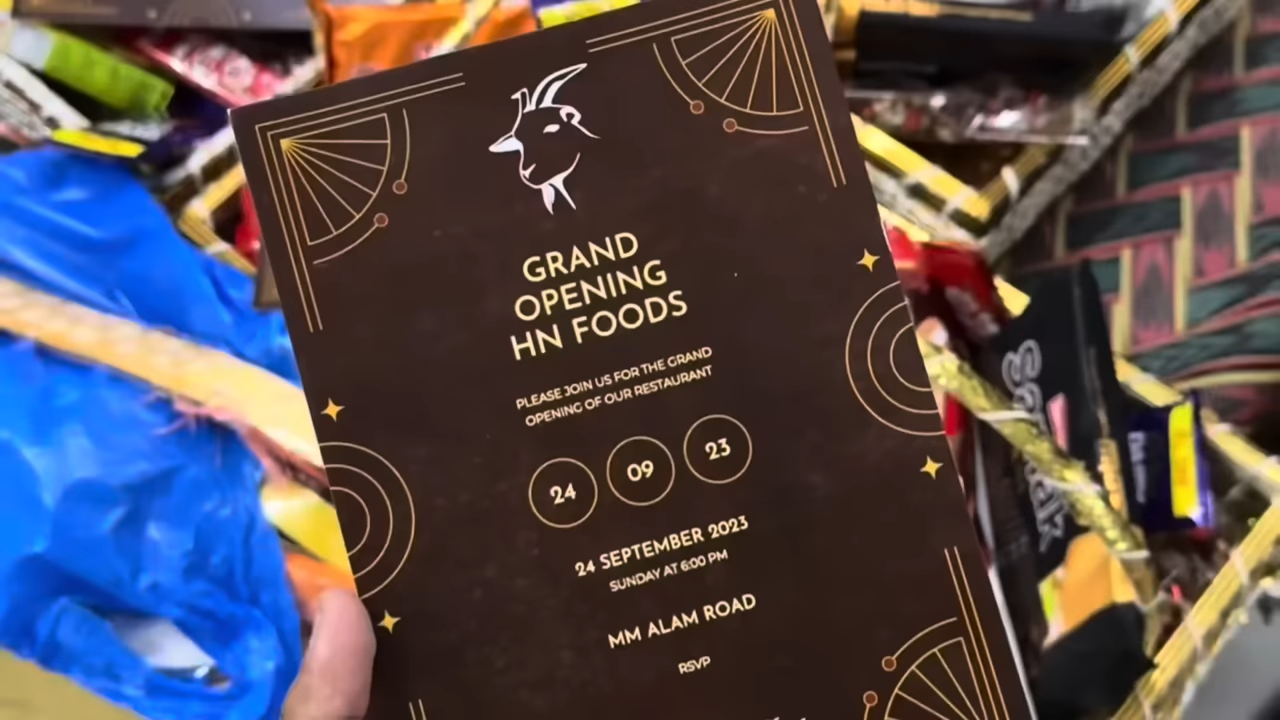 GRAND
OPENING
HN FOODS
PLEASE JOIN US FOR THE GRAND
OPENING OF OUR RESTAURANT
24 09 23
24 SEPTEMBER 2023
SUNDAY AT 6:00 PM
MM ALAM ROAD
RSVP